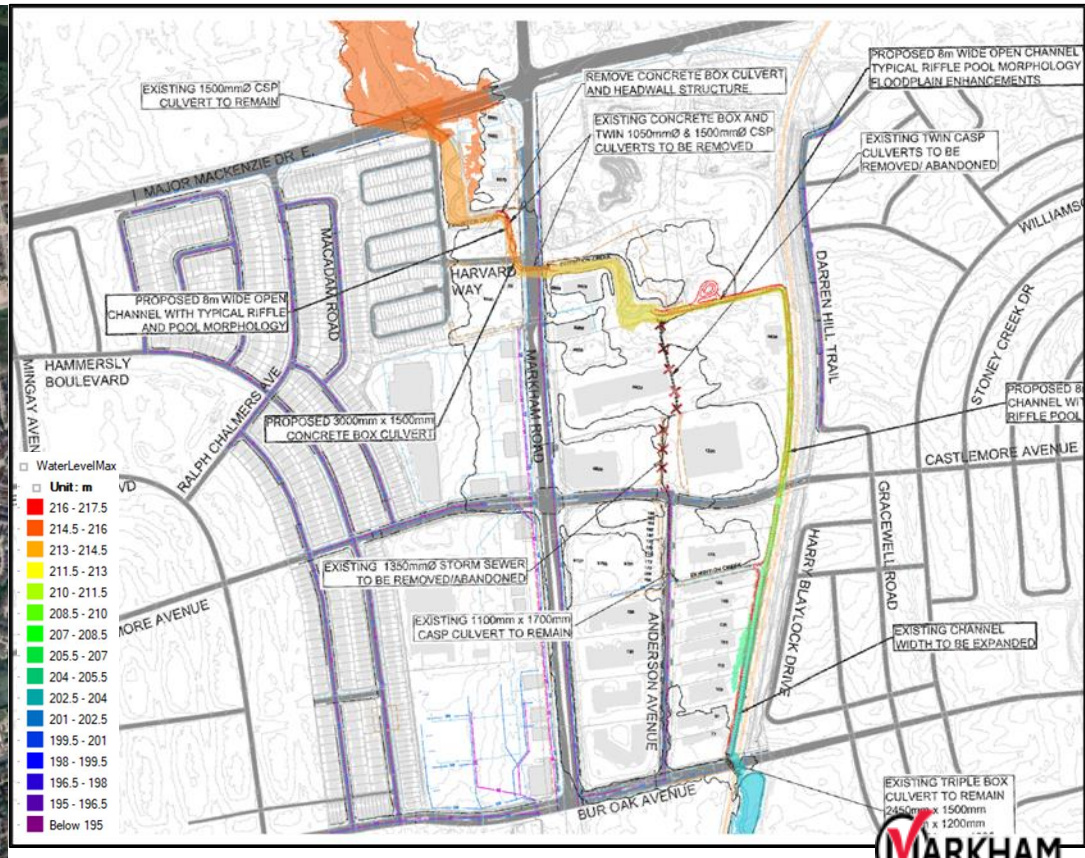 EXISTING 1500mmØ CSP
CULVERT TO REMAIN
REMOVE CONCRETE BOX CULVERT
AND HEADWALL STRUCTURE
PROPOSED 8m WIDE OPEN CHANNEL
TYPICAL RIFFLE POOL MORPHOLOGY
FLOODPLAIN ENHANCEMENTS
EXISTING CONCRETE BOX AND
TWIN 1050mmØ & 1500mmØ CSP
CULVERTS TO BE REMOVED
EXISTING TWIN CASP
CULVERTS TO BE
REMOVED/ ABANDONED
MAJOR MACKENZIE DR. E.
MACADAM ROAD
HARVARD
WAY
DARREN HILL TRAIL
WILLIAMS
STONEY CREEK DR
PROPOSED 8m WIDE OPEN
CHANNEL WITH TYPICAL RIFFLE
AND POOL MORPHOLOGY
HAMMERSLY
BOULEVARD
MINGAY AVEN
RALPH CHALMERS AVE
MARKHAM ROAD
PROPOSED 3000mm x 1500mm
CONCRETE BOX CULVERT
PROPOSED 8
CHANNEL WIT
RIFFLE POOL
CASTLEMORE AVENUE
GRACEWELL ROAD
HARRY BLAYLOCK DRIVE
WaterLevelMax
Unit: m
216 - 217.5
214.5 - 216
213 - 214.5
211.5 - 213
210 - 211.5
208.5 - 210
207 - 208.5
205.5 - 207
204 - 205.5
202.5 - 204
201 - 202.5
199.5 - 201
198 - 199.5
196.5 - 198
195 - 196.5
Below 195
VD
MORE AVENUE
EXISTING 1350mmØ STORM SEWER
TO BE REMOVED/ABANDONED
EXISTING 1100mm x 1700mm
CASP CULVERT TO REMAIN
ANDERSON AVENUE
EXISTING CHANNEL
WIDTH TO BE EXPANDED
BUR OAK AVENUE
EXISTING TRIPLE BOX
CULVERT TO REMAIN
2450mm x 1500mm
x 1200mm
MARKHAM